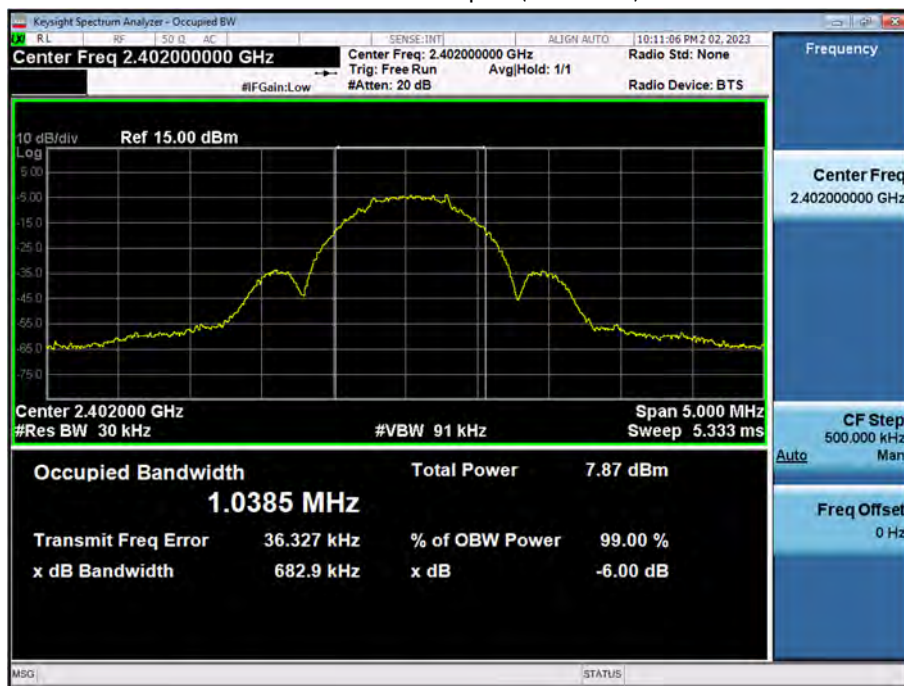 Keysight Spectrum Analyzer - Occupied BW
RL RF 50 Ω AC SENSE:INT ALIGN AUTO 10:11:06 PM 2 02, 2023
Center Freq 2.402000000 GHz
Center Freq: 2.402000000 GHz Radio Std: None
Trig: Free Run Avg|Hold: 1/1
#IFGain:Low #Atten: 20 dB Radio Device: BTS
10 dB/div Ref 15.00 dBm
Log
5.00
-5.00
-15.0
-25.0
-35.0
-45.0
-55.0
-65.0
-75.0
Center 2.402000 GHz Span 5.000 MHz
#Res BW 30 kHz #VBW 91 kHz Sweep 5.333 ms
Occupied Bandwidth Total Power 7.87 dBm
1.0385 MHz
Transmit Freq Error 36.327 kHz % of OBW Power 99.00 %
x dB Bandwidth 682.9 kHz x dB -6.00 dB
MSG STATUS
Frequency
Center Freq
2.402000000 GHz
CF Step
500.000 kHz
Auto Man
Freq Offset
0 Hz